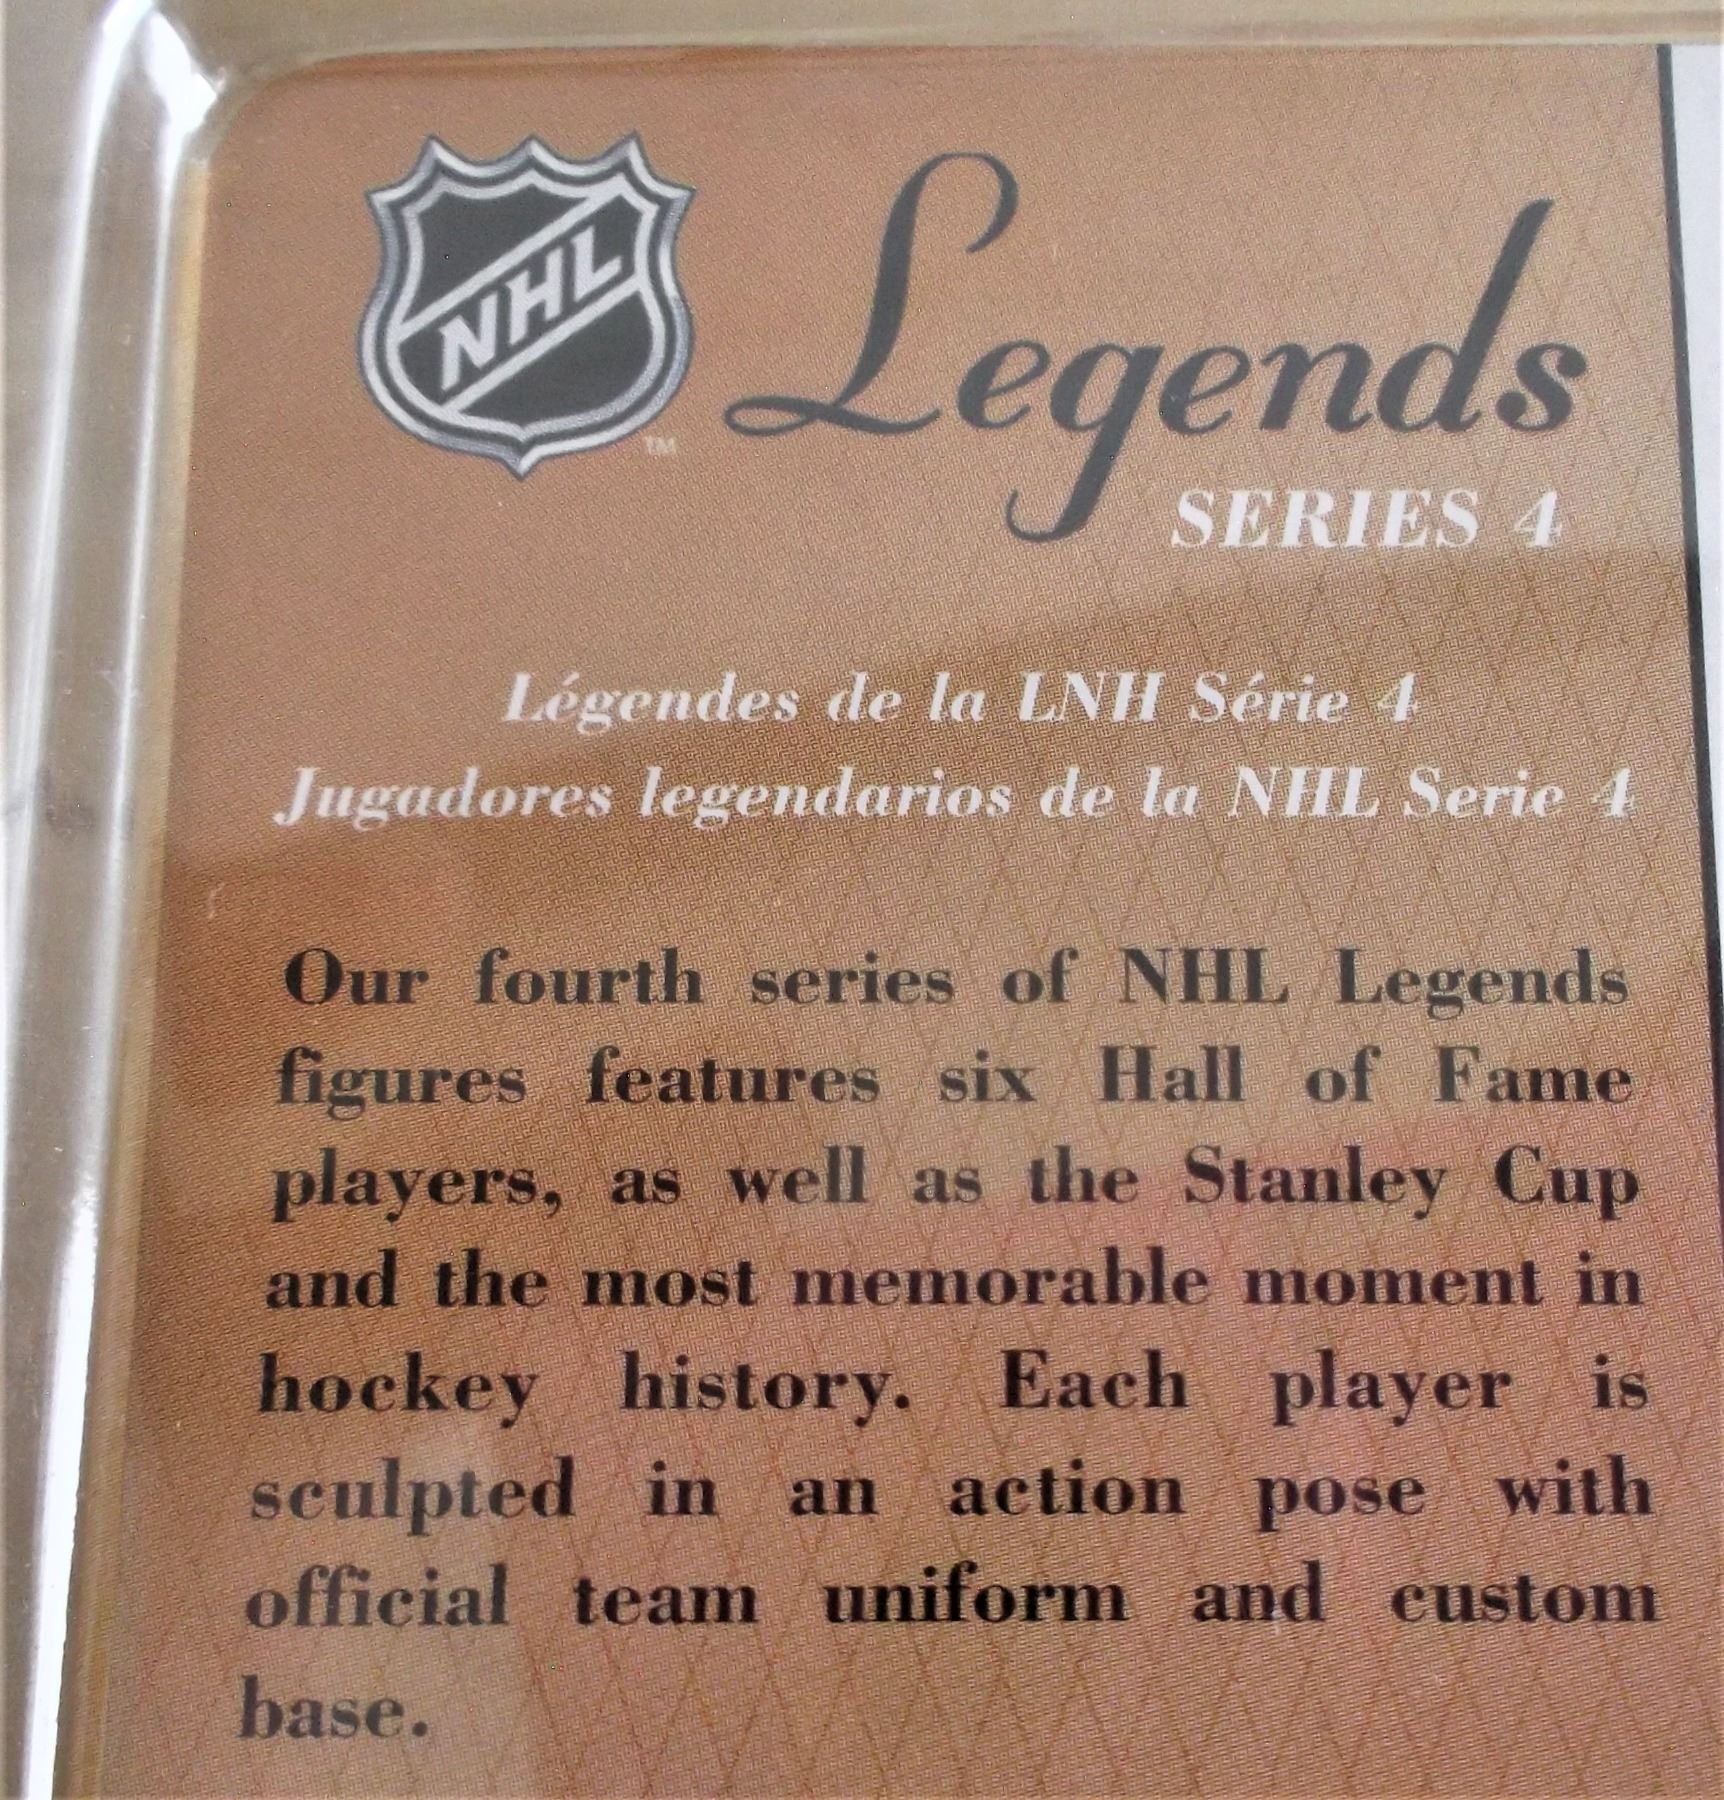 NHL
TM
Legends
SERIES 4
Légendes de la LNH Série 4
Jugadores legendarios de la NHL Serie 4
Our fourth series of NHL Legends
figures features six Hall of Fame
players, as well as the Stanley Cup
and the most memorable moment in
hockey history. Each player is
sculpted in an action pose with
official team uniform and custom
base.